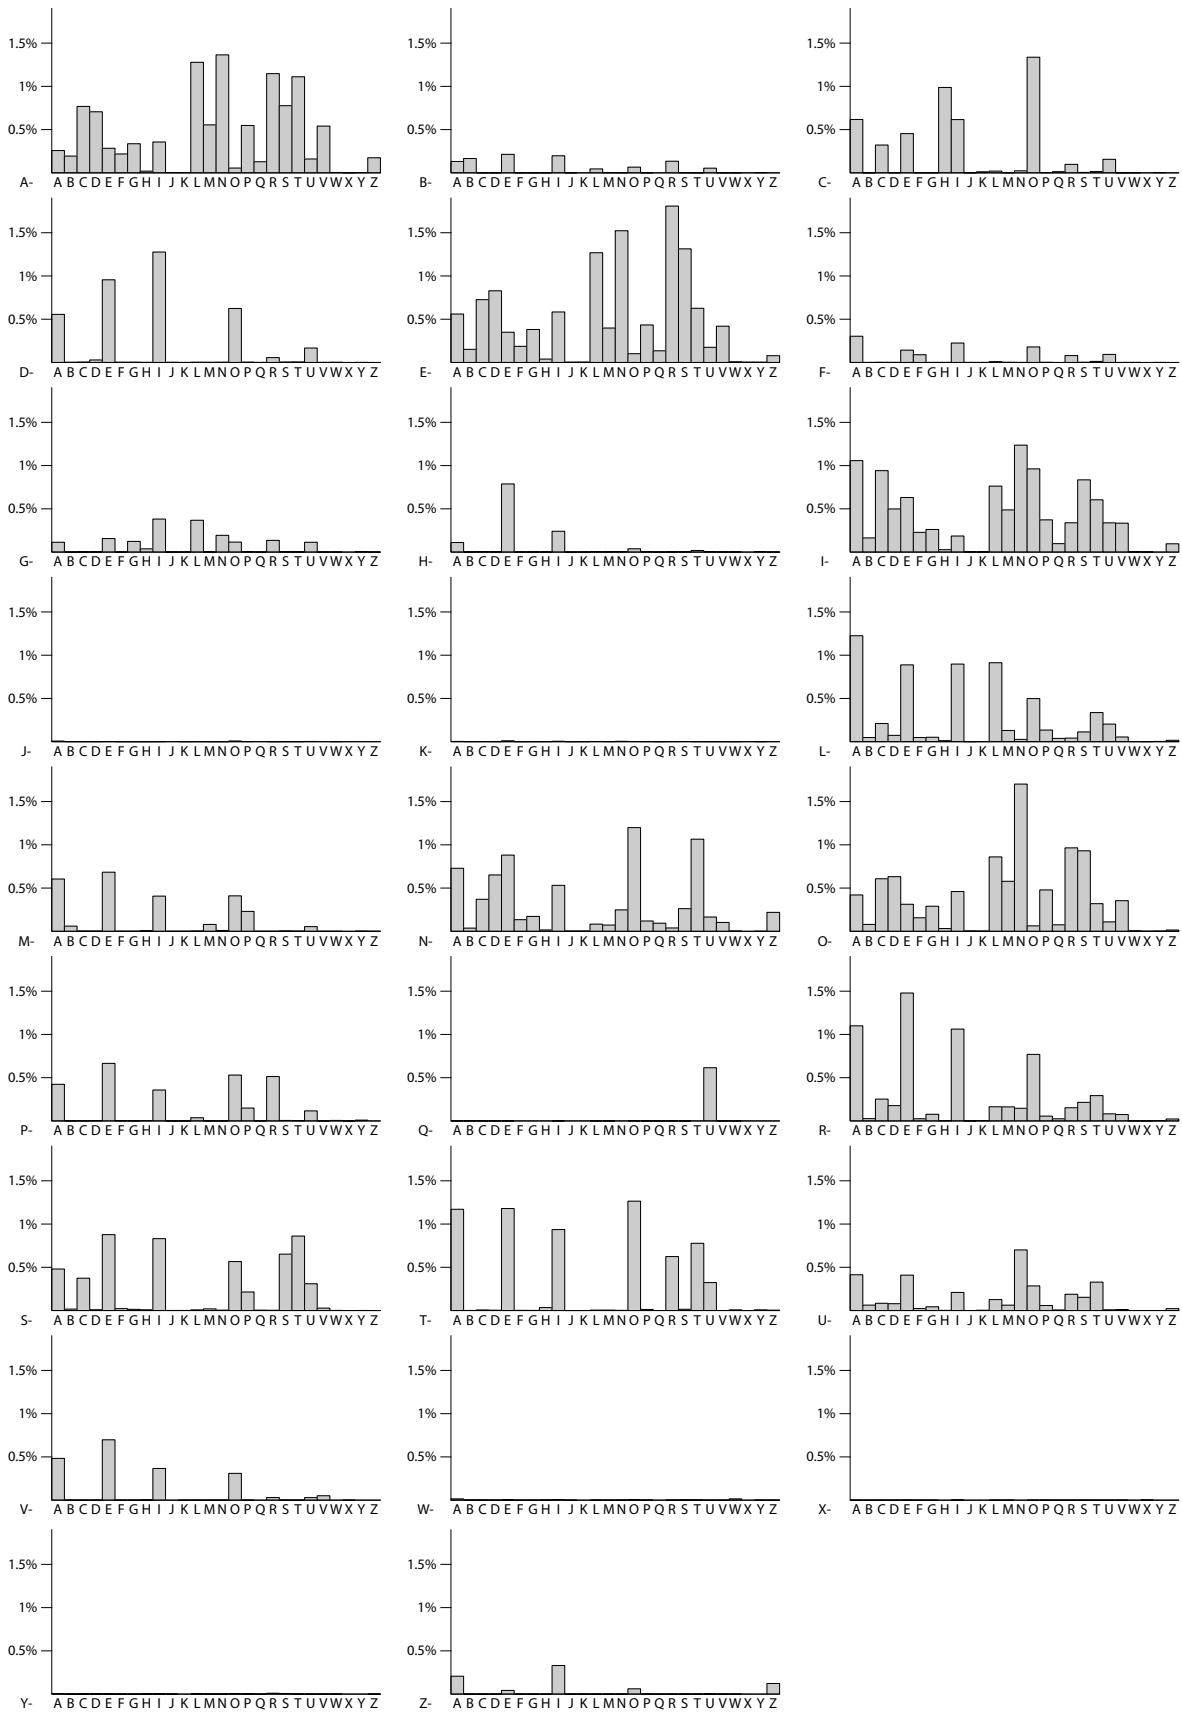 1.5% 1.5% 1.5%
1% 1% 1%
0.5% 0.5% 0.5%
A- A B C D E F G H I J K L M N O P Q R S T U V W X Y Z B- A B C D E F G H I J K L M N O P Q R S T U V W X Y Z C- A B C D E F G H I J K L M N O P Q R S T U V W X Y Z
1.5% 1.5% 1.5%
1% 1% 1%
0.5% 0.5% 0.5%
D- A B C D E F G H I J K L M N O P Q R S T U V W X Y Z E- A B C D E F G H I J K L M N O P Q R S T U V W X Y Z F- A B C D E F G H I J K L M N O P Q R S T U V W X Y Z
1.5% 1.5% 1.5%
1% 1% 1%
0.5% 0.5% 0.5%
G- A B C D E F G H I J K L M N O P Q R S T U V W X Y Z H- A B C D E F G H I J K L M N O P Q R S T U V W X Y Z I- A B C D E F G H I J K L M N O P Q R S T U V W X Y Z
1.5% 1.5% 1.5%
1% 1% 1%
0.5% 0.5% 0.5%
J- A B C D E F G H I J K L M N O P Q R S T U V W X Y Z K- A B C D E F G H I J K L M N O P Q R S T U V W X Y Z L- A B C D E F G H I J K L M N O P Q R S T U V W X Y Z
1.5% 1.5% 1.5%
1% 1% 1%
0.5% 0.5% 0.5%
M- A B C D E F G H I J K L M N O P Q R S T U V W X Y Z N- A B C D E F G H I J K L M N O P Q R S T U V W X Y Z O- A B C D E F G H I J K L M N O P Q R S T U V W X Y Z
1.5% 1.5% 1.5%
1% 1% 1%
0.5% 0.5% 0.5%
P- A B C D E F G H I J K L M N O P Q R S T U V W X Y Z Q- A B C D E F G H I J K L M N O P Q R S T U V W X Y Z R- A B C D E F G H I J K L M N O P Q R S T U V W X Y Z
1.5% 1.5% 1.5%
1% 1% 1%
0.5% 0.5% 0.5%
S- A B C D E F G H I J K L M N O P Q R S T U V W X Y Z T- A B C D E F G H I J K L M N O P Q R S T U V W X Y Z U- A B C D E F G H I J K L M N O P Q R S T U V W X Y Z
1.5% 1.5% 1.5%
1% 1% 1%
0.5% 0.5% 0.5%
V- A B C D E F G H I J K L M N O P Q R S T U V W X Y Z W- A B C D E F G H I J K L M N O P Q R S T U V W X Y Z X- A B C D E F G H I J K L M N O P Q R S T U V W X Y Z
1.5% 1.5%
1% 1%
0.5% 0.5%
Y- A B C D E F G H I J K L M N O P Q R S T U V W X Y Z Z- A B C D E F G H I J K L M N O P Q R S T U V W X Y Z